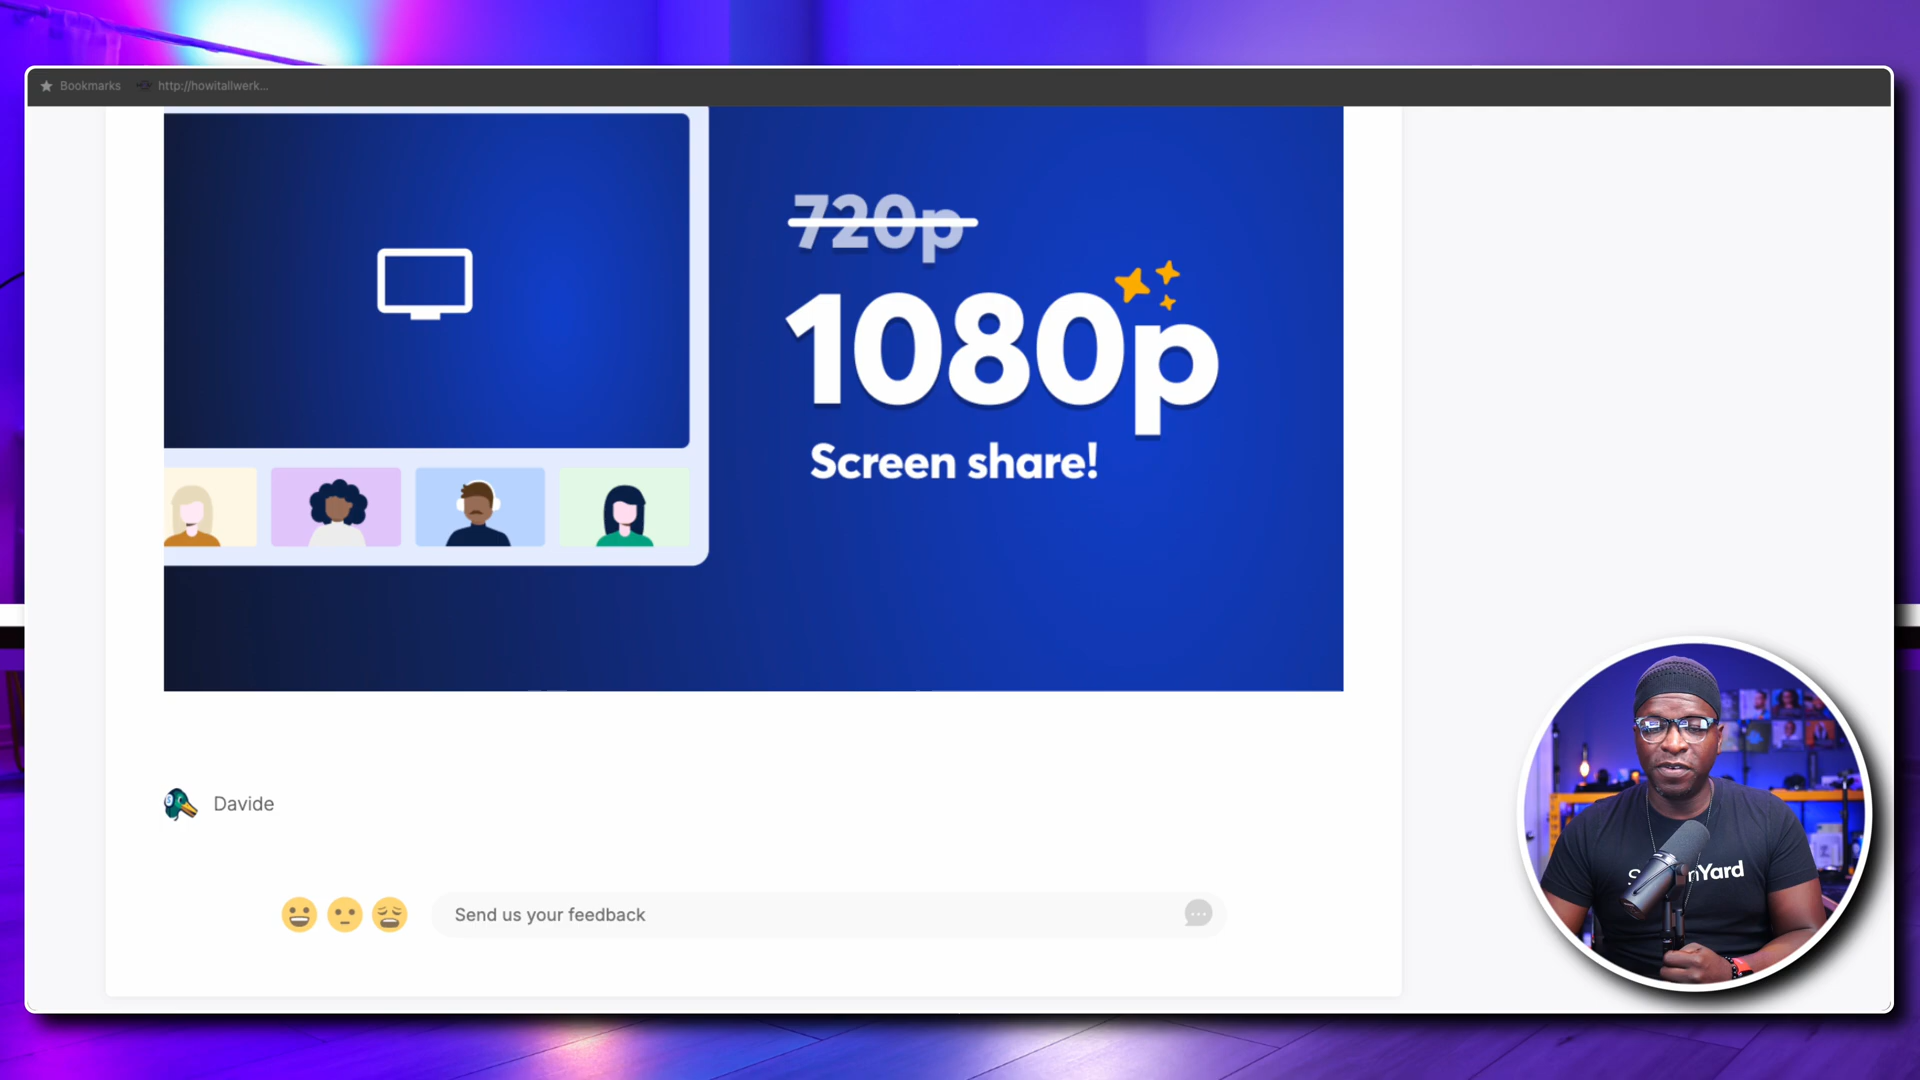 Bookmarks
http://howitallwerk...
720p
1080p
Screen share!
Davide
Send us your feedback